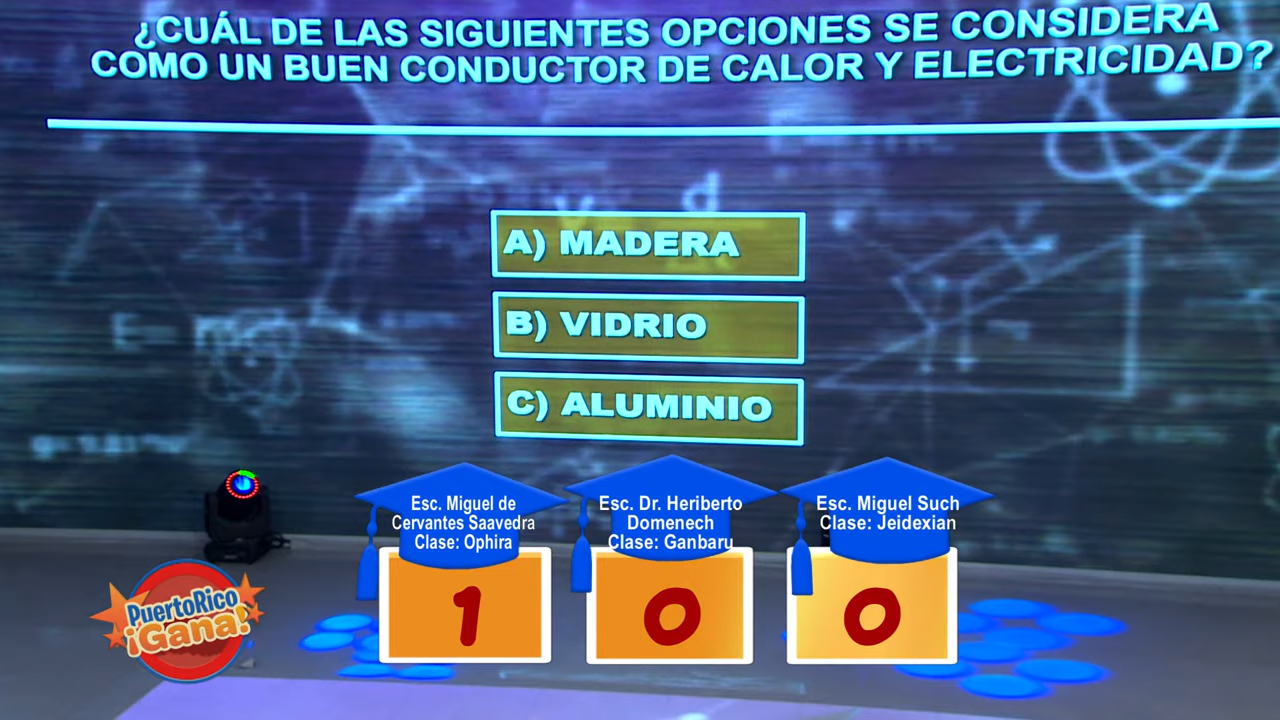 ¿CUÁL DE LAS SIGUIENTES OPCIONES SE CONSIDERA
COMO UN BUEN CONDUCTOR DE CALOR Y ELECTRICIDAD?
A) MADERA
B) VIDRIO
C) ALUMINIO
Esc. Miguel de
Cervantes Saavedra
Clase: Ophira
1
Esc. Dr. Heriberto
Domenech
Clase: Ganbaru
0
Esc. Miguel Such
Clase: Jeidexian
0
PuertoRico
¡Gana!